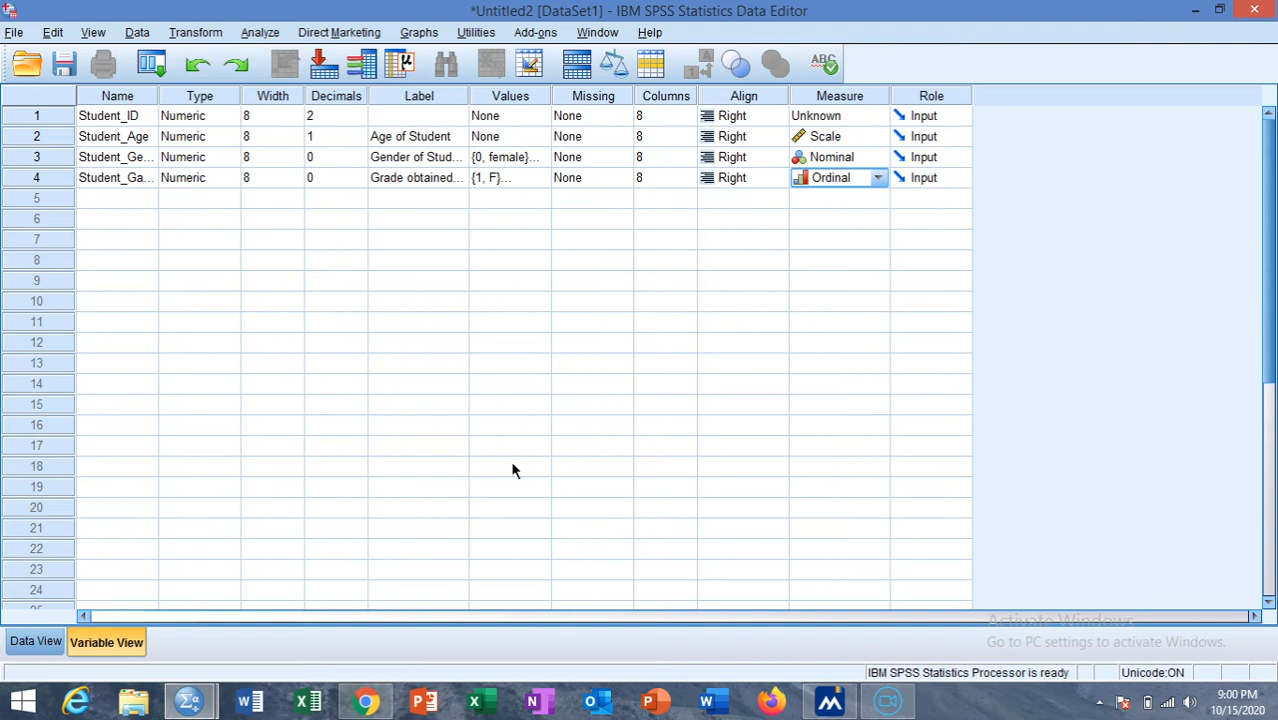 *Untitled2 [DataSet1] - IBM SPSS Statistics Data Editor
File Edit View Data Transform Analyze Direct Marketing Graphs Utilities Add-ons Window Help
Name Type Width Decimals Label Values Missing Columns Align Measure Role
1 Student_ID Numeric 8 2 None None 8 Right Unknown Input
2 Student_Age Numeric 8 1 Age of Student None None 8 Right Scale Input
3 Student_Ge... Numeric 8 0 Gender of Stud... {0, female}... None 8 Right Nominal Input
4 Student_Ga... Numeric 8 0 Grade obtained... {1, F}... None 8 Right Ordinal Input
5
6
7
8
9
10
11
12
13
14
15
16
17
18
19
20
21
22
23
24
Activate Windows
Go to PC settings to activate Windows.
Data View Variable View
IBM SPSS Statistics Processor is ready Unicode:ON
9:00 PM
10/15/2020